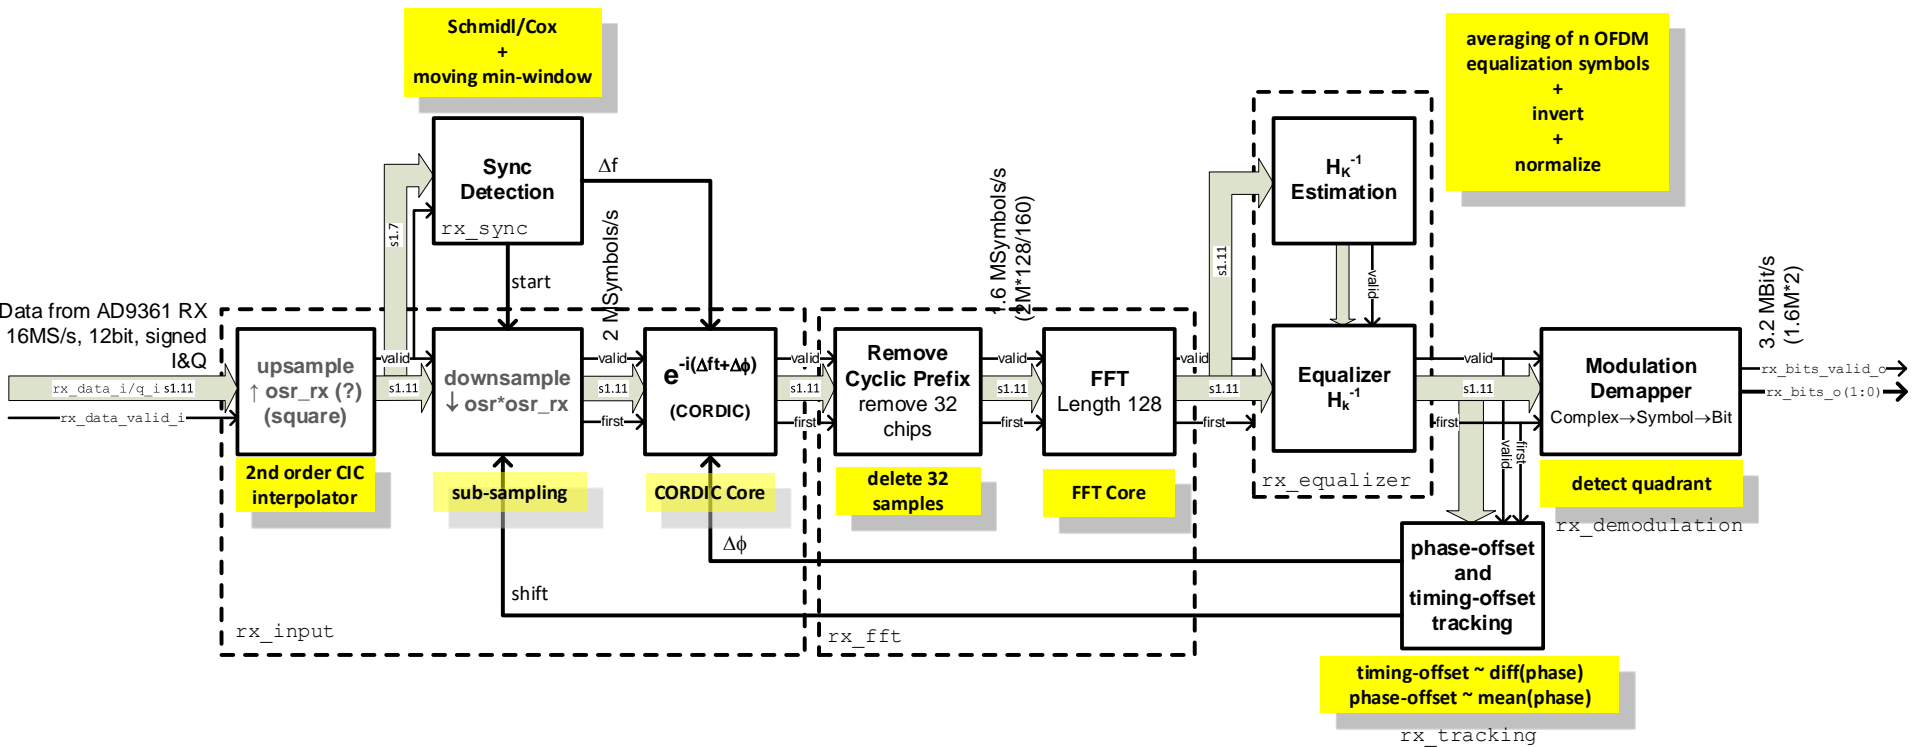 Schmidl/Cox
+
moving min-window
averaging of n OFDM
equalization symbols
+
invert
+
normalize
Sync
Detection
rx_sync
Δf
s1.7
start
2 MSymbols/s
1.6 MSymbols/s
(2M*128/160)
H_K^-1
Estimation
s1.11
valid
3.2 MBit/s
(1.6M*2)
Data from AD9361 RX
16MS/s, 12bit, signed
I&Q
rx_data_i/q_i s1.11
rx_data_valid_i
upsample
↑ osr_rx (?)
(square)
valid
s1.11
downsample
↓ osr*osr_rx
valid
s1.11
first
e^-i(Δft+Δϕ)
(CORDIC)
valid
s1.11
first
Remove
Cyclic Prefix
remove 32
chips
valid
s1.11
first
FFT
Length 128
valid
s1.11
first
Equalizer
H_k^-1
valid
s1.11
first
valid
first
Modulation
Demapper
Complex→Symbol→Bit
rx_bits_valid_o
rx_bits_o(1:0)
2nd order CIC
interpolator
sub-sampling
CORDIC Core
delete 32
samples
FFT Core
rx_equalizer
detect quadrant
rx_demodulation
Δϕ
shift
phase-offset
and
timing-offset
tracking
rx_input
rx_fft
timing-offset ~ diff(phase)
phase-offset ~ mean(phase)
rx_tracking